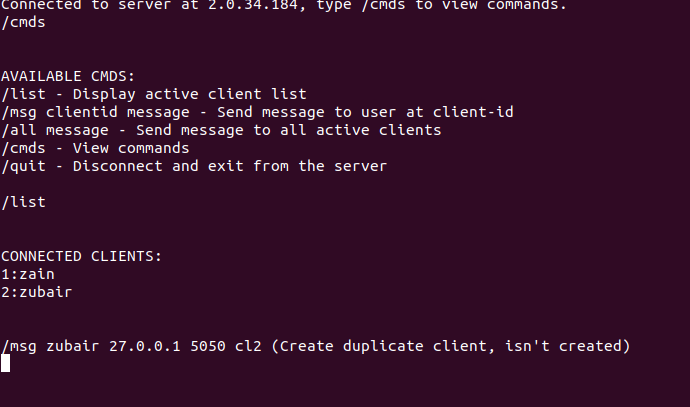 Connected to server at 2.0.34.184, type /cmds to view commands.
/cmds
AVAILABLE CMDS:
/list - Display active client list
/msg clientid message - Send message to user at client-id
/all message - Send message to all active clients
/cmds - View commands
/quit - Disconnect and exit from the server
/list
CONNECTED CLIENTS:
1:zain
2:zubair
/msg zubair 27.0.0.1 5050 cl2 (Create duplicate client, isn't created)